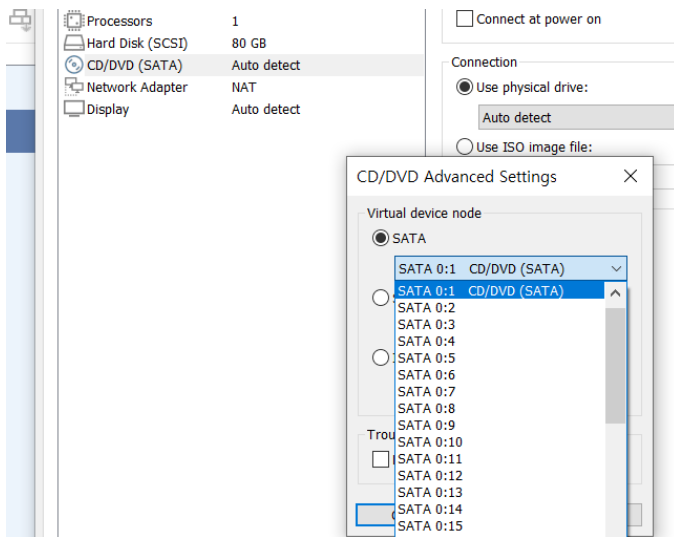 Processors 1
Hard Disk (SCSI) 80 GB
CD/DVD (SATA) Auto detect
Network Adapter NAT
Display Auto detect
Connect at power on
Connection
Use physical drive:
Auto detect
Use ISO image file:
CD/DVD Advanced Settings
Virtual device node
SATA
SATA 0:1 CD/DVD (SATA)
SATA 0:1 CD/DVD (SATA)
SATA 0:2
SATA 0:3
SATA 0:4
SATA 0:5
SATA 0:6
SATA 0:7
SATA 0:8
SATA 0:9
SATA 0:10
SATA 0:11
SATA 0:12
SATA 0:13
SATA 0:14
SATA 0:15